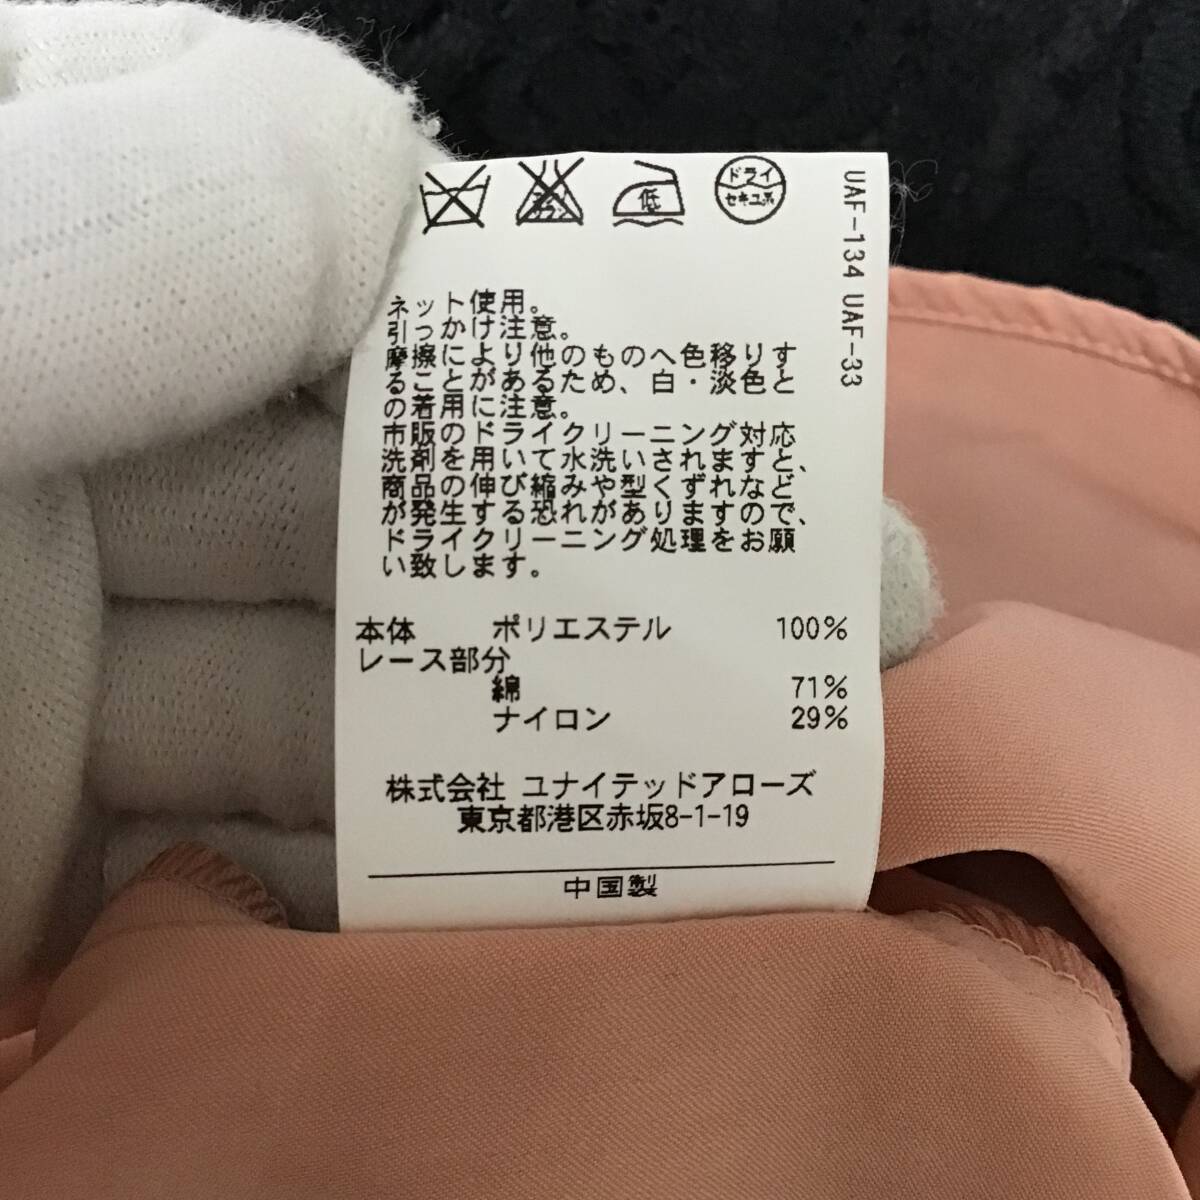 エンソ
サラシ
低
ドライ
セキユ系
UAF-134 UAF-33
ネット使用。
引っかけ注意。
摩擦により他のものへ色移りす
ることがあるため、白・淡色と
の着用に注意。
市販のドライクリーニング対応
洗剤を用いて水洗いされますと、
商品の伸び縮みや型くずれなど
が発生する恐れがありますので、
ドライクリーニング処理をお願
い致します。
本体 ポリエステル 100%
レース部分
綿 71%
ナイロン 29%
株式会社 ユナイテッドアローズ
東京都港区赤坂8-1-19
中国製